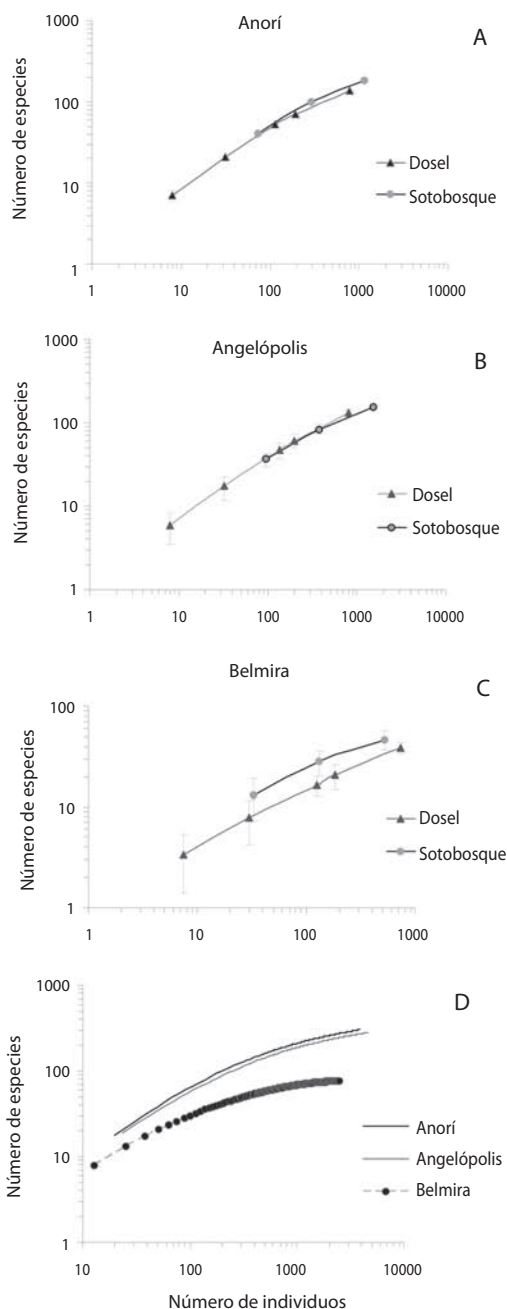 Anorí
A
Número de especies
1000
100
10
1
1
10
100
1000
10000
Dosel
Sotobosque
Angelópolis
B
Número de especies
1000
100
10
1
1
10
100
1000
10000
Dosel
Sotobosque
Belmira
C
Número de especies
100
10
1
1
10
100
1000
Dosel
Sotobosque
D
Número de especies
1000
100
10
1
10
100
1000
10000
Anorí
Angelópolis
Belmira
Número de individuos